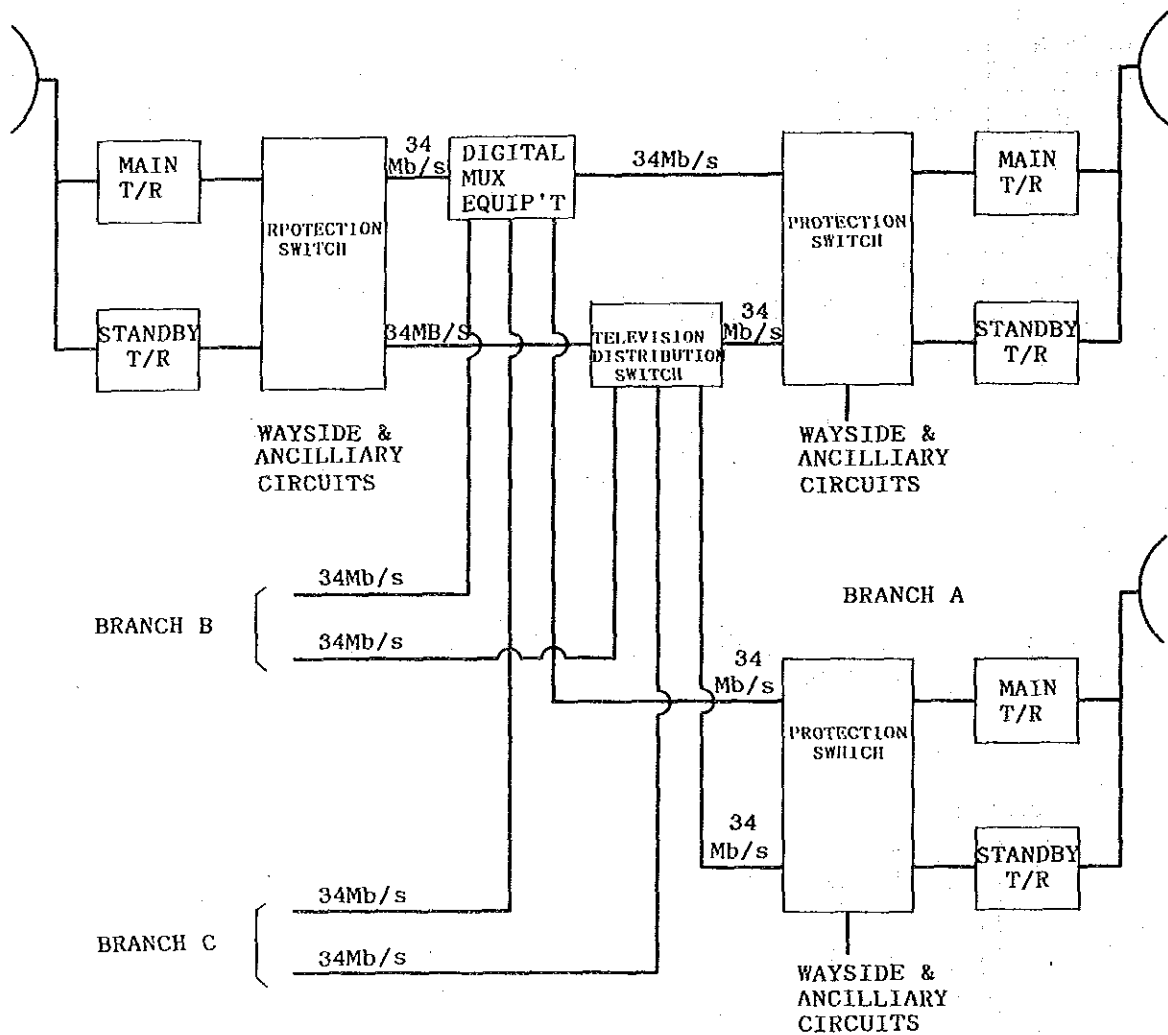 34
Mb/s
MAIN
T/R
RPOTECTION
SWITCH
DIGITAL
MUX
EQUIP'T
34Mb/s
PROTECTION
SWITCH
MAIN
T/R
STANDBY
T/R
34MB/S
TELEVISION
DISTRIBUTION
SWITCH
34
Mb/s
STANDBY
T/R
WAYSIDE &
ANCILLIARY
CIRCUITS
WAYSIDE &
ANCILLIARY
CIRCUITS
BRANCH B
34Mb/s
34Mb/s
BRANCH A
34
Mb/s
PROTECTION
SWHICH
MAIN
T/R
34
Mb/s
STANDBY
T/R
BRANCH C
34Mb/s
34Mb/s
WAYSIDE &
ANCILLIARY
CIRCUITS